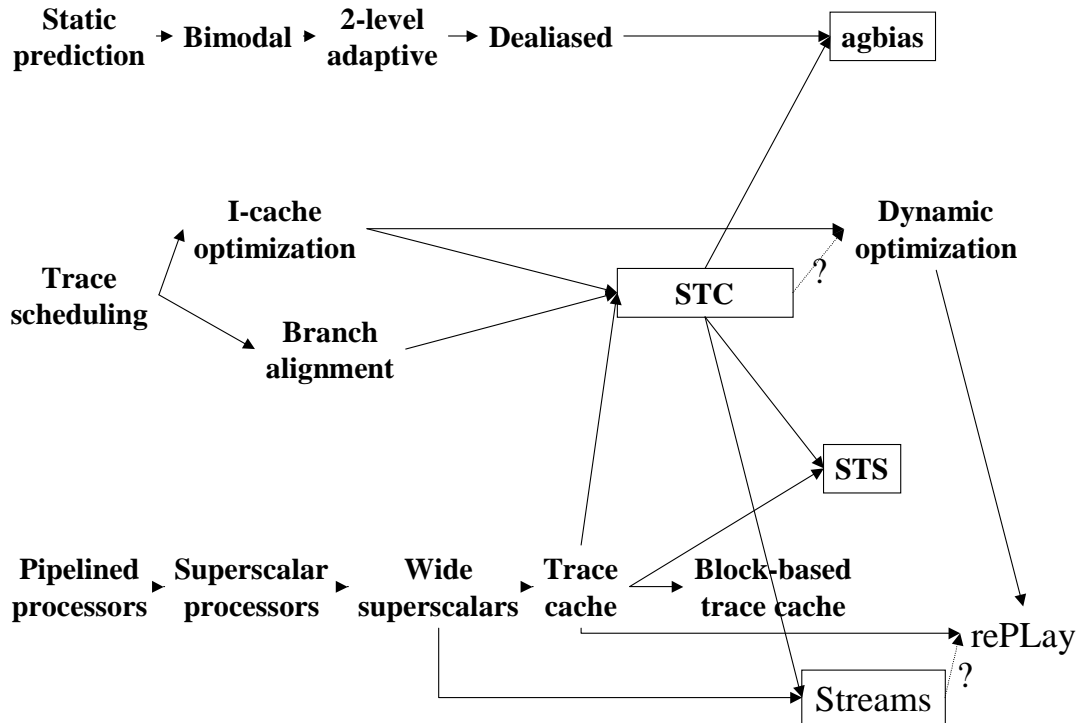 Static
prediction
Bimodal
2-level
adaptive
Dealiased
agbias
I-cache
optimization
Dynamic
optimization
Trace
scheduling
STC
?
Branch
alignment
STS
Pipelined
processors
Superscalar
processors
Wide
superscalars
Trace
cache
Block-based
trace cache
rePLay
Streams
?